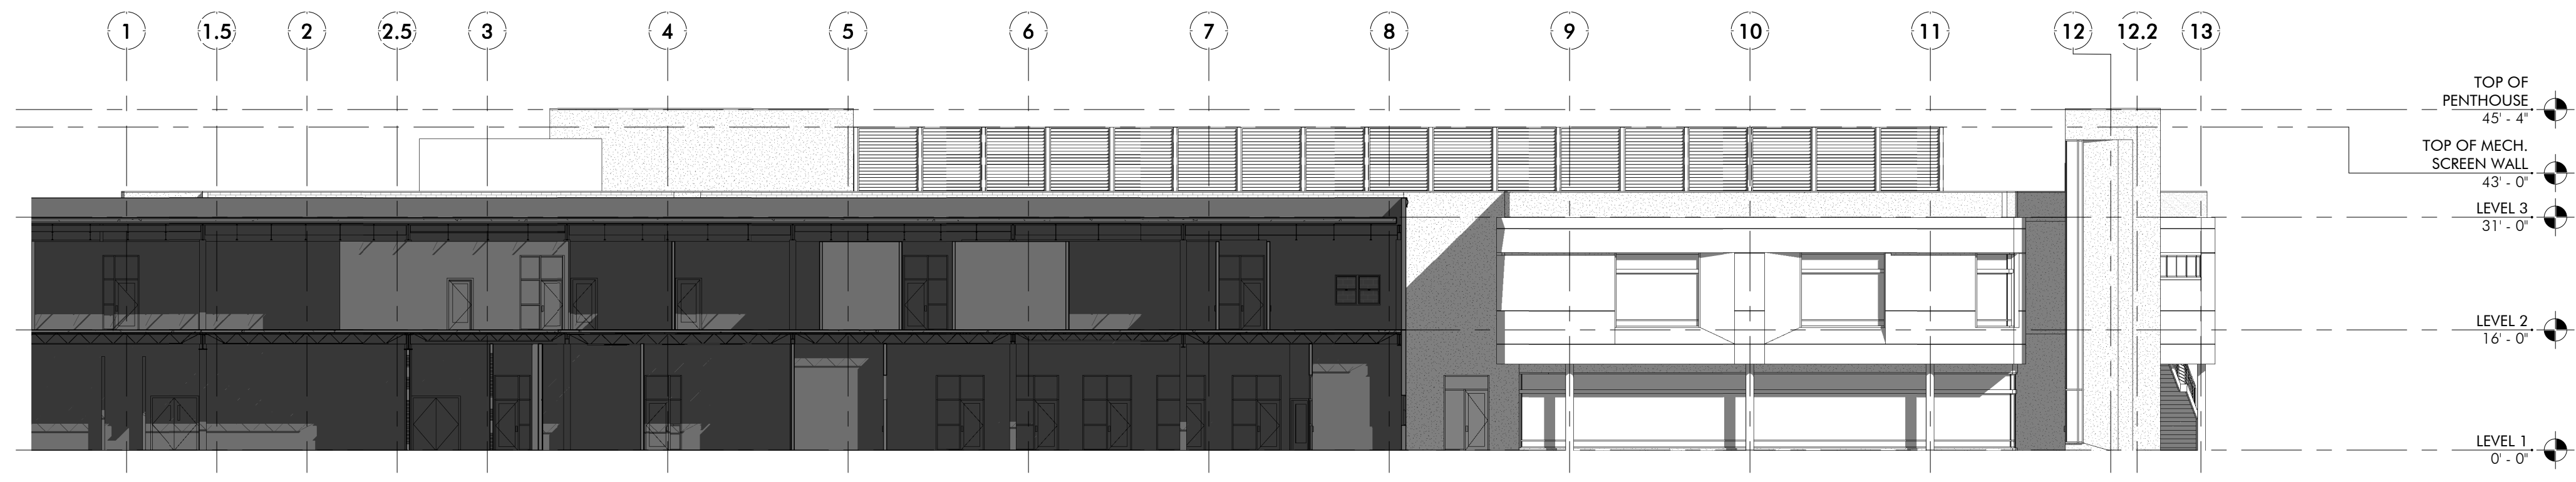 1 1.5 2 2.5 3 4 5 6 7 8 9 10 11 12 12.2 13
TOP OF
PENTHOUSE
45' - 4"
TOP OF MECH.
SCREEN WALL
43' - 0"
LEVEL 3
31' - 0"
LEVEL 2
16' - 0"
LEVEL 1
0' - 0"